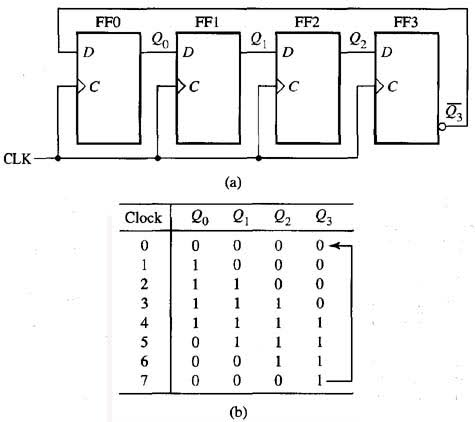 FF0 FF1 FF2 FF3
D Q0 D Q1 D Q2 D
C C C C
Q̅3
CLK
(a)
Clock Q0 Q1 Q2 Q3
0 0 0 0 0
1 1 0 0 0
2 1 1 0 0
3 1 1 1 0
4 1 1 1 1
5 0 1 1 1
6 0 0 1 1
7 0 0 0 1
(b)